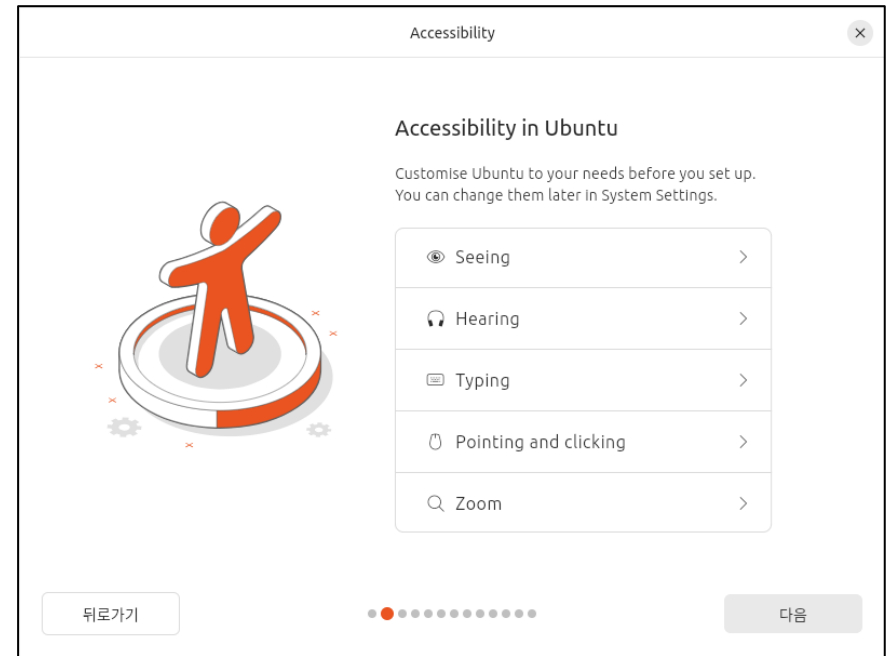 Accessibility
Accessibility in Ubuntu
Customise Ubuntu to your needs before you set up.
You can change them later in System Settings.
Seeing
Hearing
Typing
Pointing and clicking
Zoom
뒤로가기
다음